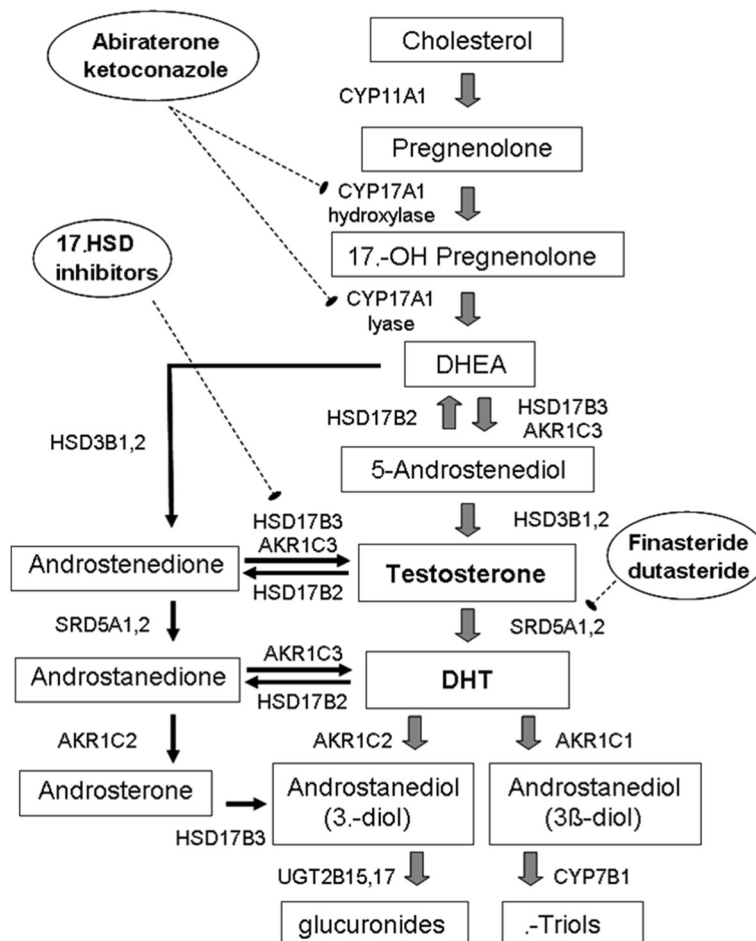 Abiraterone
ketoconazole
Cholesterol
CYP11A1
Pregnenolone
CYP17A1
hydroxylase
17.HSD
inhibitors
17.-OH Pregnenolone
CYP17A1
lyase
DHEA
HSD17B2
HSD17B3
AKR1C3
HSD3B1,2
5-Androstenediol
HSD17B3
AKR1C3
HSD3B1,2
Finasteride
dutasteride
Androstenedione
Testosterone
HSD17B2
SRD5A1,2
SRD5A1,2
AKR1C3
Androstanedione
DHT
HSD17B2
AKR1C2
AKR1C2
AKR1C1
Androsterone
Androstanediol
(3.-diol)
Androstanediol
(3ß-diol)
HSD17B3
UGT2B15,17
CYP7B1
glucuronides
.-Triols